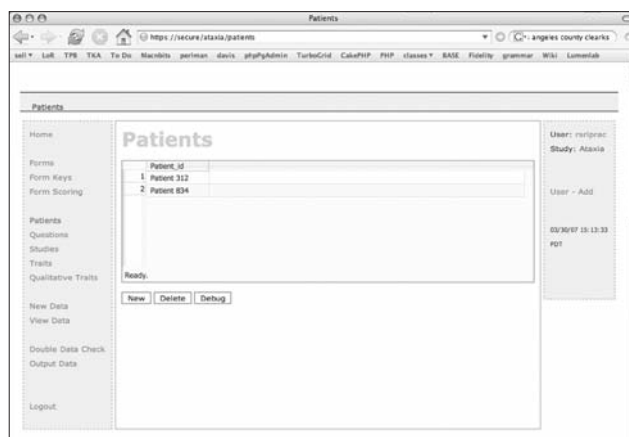 Patients
https://secure/ataxia/patients
angeles county clearks
sell LoR TPB TKA To Do Macnbits perlman davis phpPgAdmin TurboGrid CakePHP PHP classes BASE Fidelity grammar Wiki Lumenlab
Patients
Home
Forms
Form Keys
Form Scoring
Patients
Questions
Studies
Traits
Qualitative Traits
New Data
View Data
Double Data Check
Output Data
Logout
Patients
Patient_id
1 Patient 312
2 Patient 834
Ready.
New Delete Debug
User: rsriprac
Study: Ataxia
User - Add
03/30/07 15:13:33
PDT